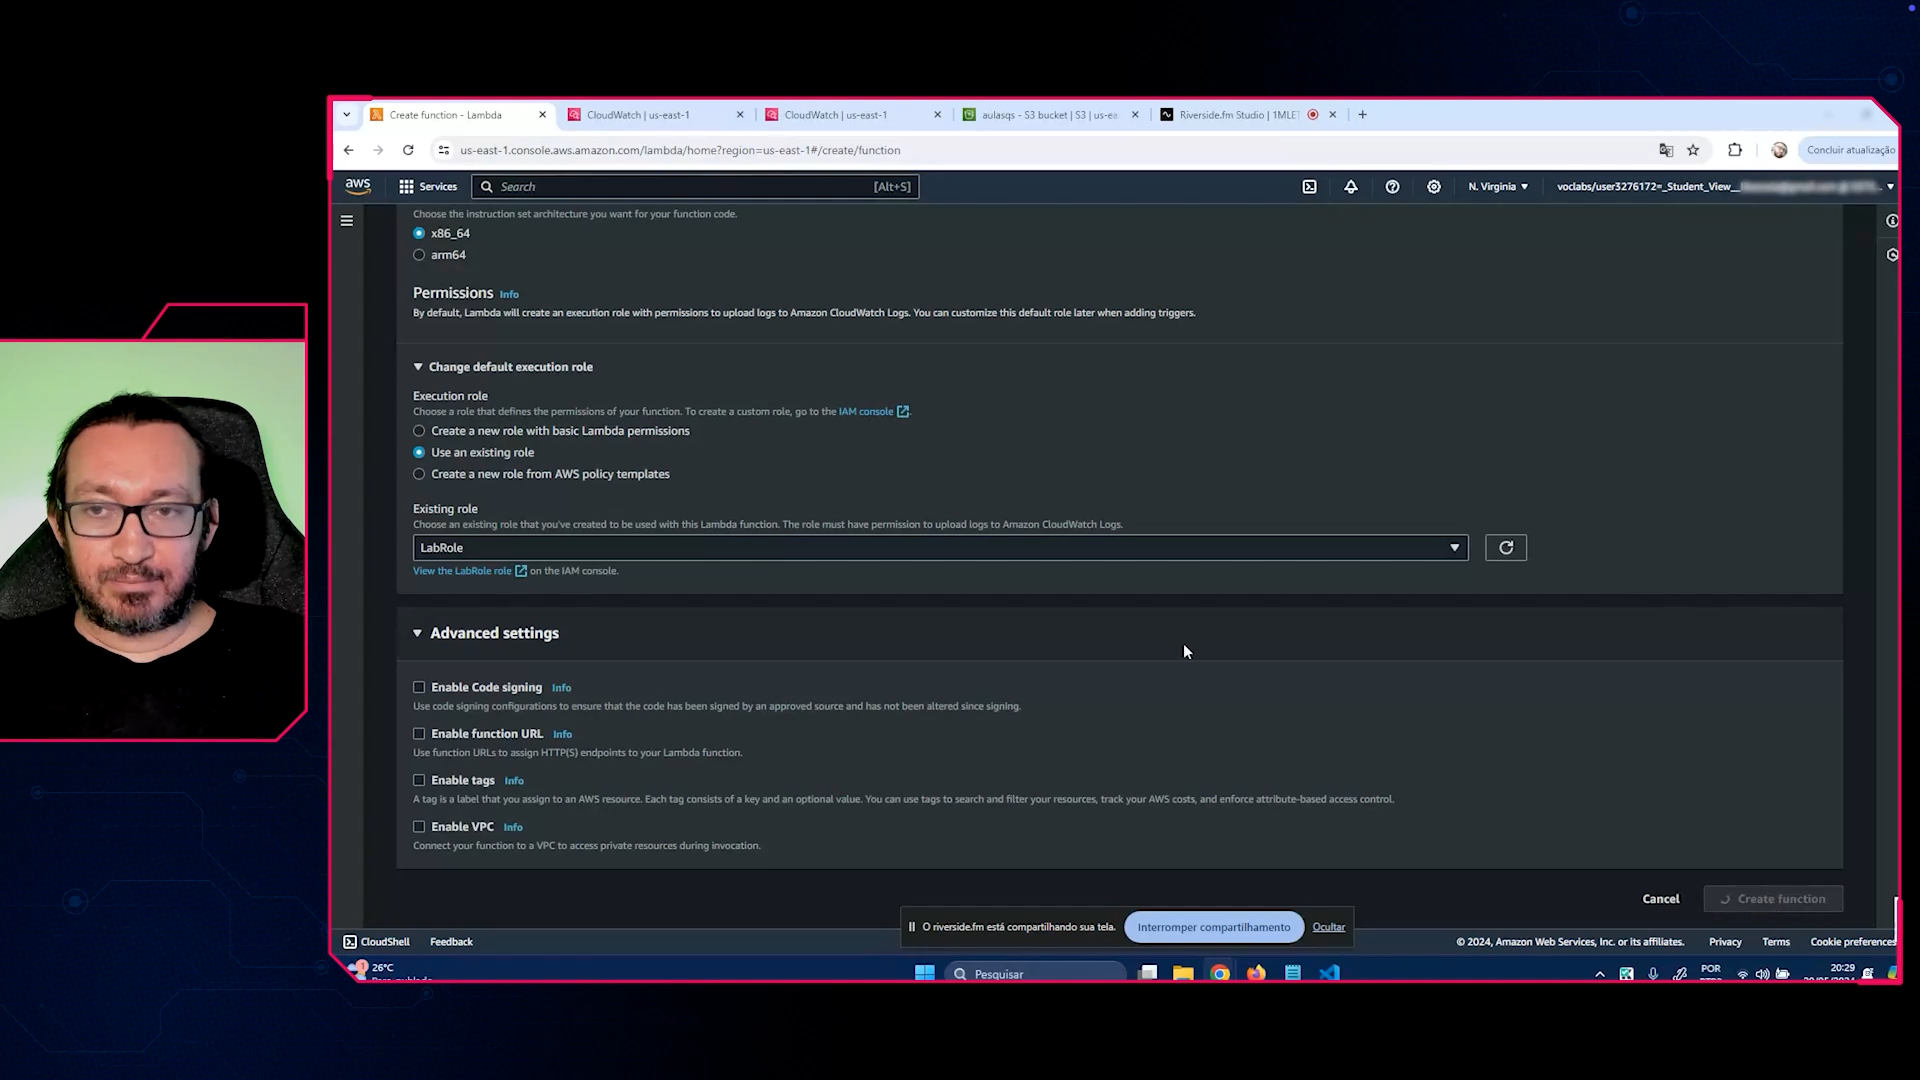 Create function - Lambda
CloudWatch | us-east-1
CloudWatch | us-east-1
aulasqs - S3 bucket | S3 | us-ea
Riverside.fm Studio | 1MLET
us-east-1.console.aws.amazon.com/lambda/home?region=us-east-1#/create/function
Concluir atualização
aws
Services
Search
[Alt+S]
N. Virginia
voclabs/user3276172=_Student_View__
Choose the instruction set architecture you want for your function code.
x86_64
arm64
Permissions Info
By default, Lambda will create an execution role with permissions to upload logs to Amazon CloudWatch Logs. You can customize this default role later when adding triggers.
Change default execution role
Execution role
Choose a role that defines the permissions of your function. To create a custom role, go to the IAM console.
Create a new role with basic Lambda permissions
Use an existing role
Create a new role from AWS policy templates
Existing role
Choose an existing role that you've created to be used with this Lambda function. The role must have permission to upload logs to Amazon CloudWatch Logs.
LabRole
View the LabRole role on the IAM console.
Advanced settings
Enable Code signing Info
Use code signing configurations to ensure that the code has been signed by an approved source and has not been altered since signing.
Enable function URL Info
Use function URLs to assign HTTP(S) endpoints to your Lambda function.
Enable tags Info
A tag is a label that you assign to an AWS resource. Each tag consists of a key and an optional value. You can use tags to search and filter your resources, track your AWS costs, and enforce attribute-based access control.
Enable VPC Info
Connect your function to a VPC to access private resources during invocation.
Cancel
Create function
O riverside.fm está compartilhando sua tela.
Interromper compartilhamento
Ocultar
CloudShell
Feedback
© 2024, Amazon Web Services, Inc. or its affiliates.
Privacy
Terms
Cookie preferences
1
26°C
Pesquisar
POR
20:29